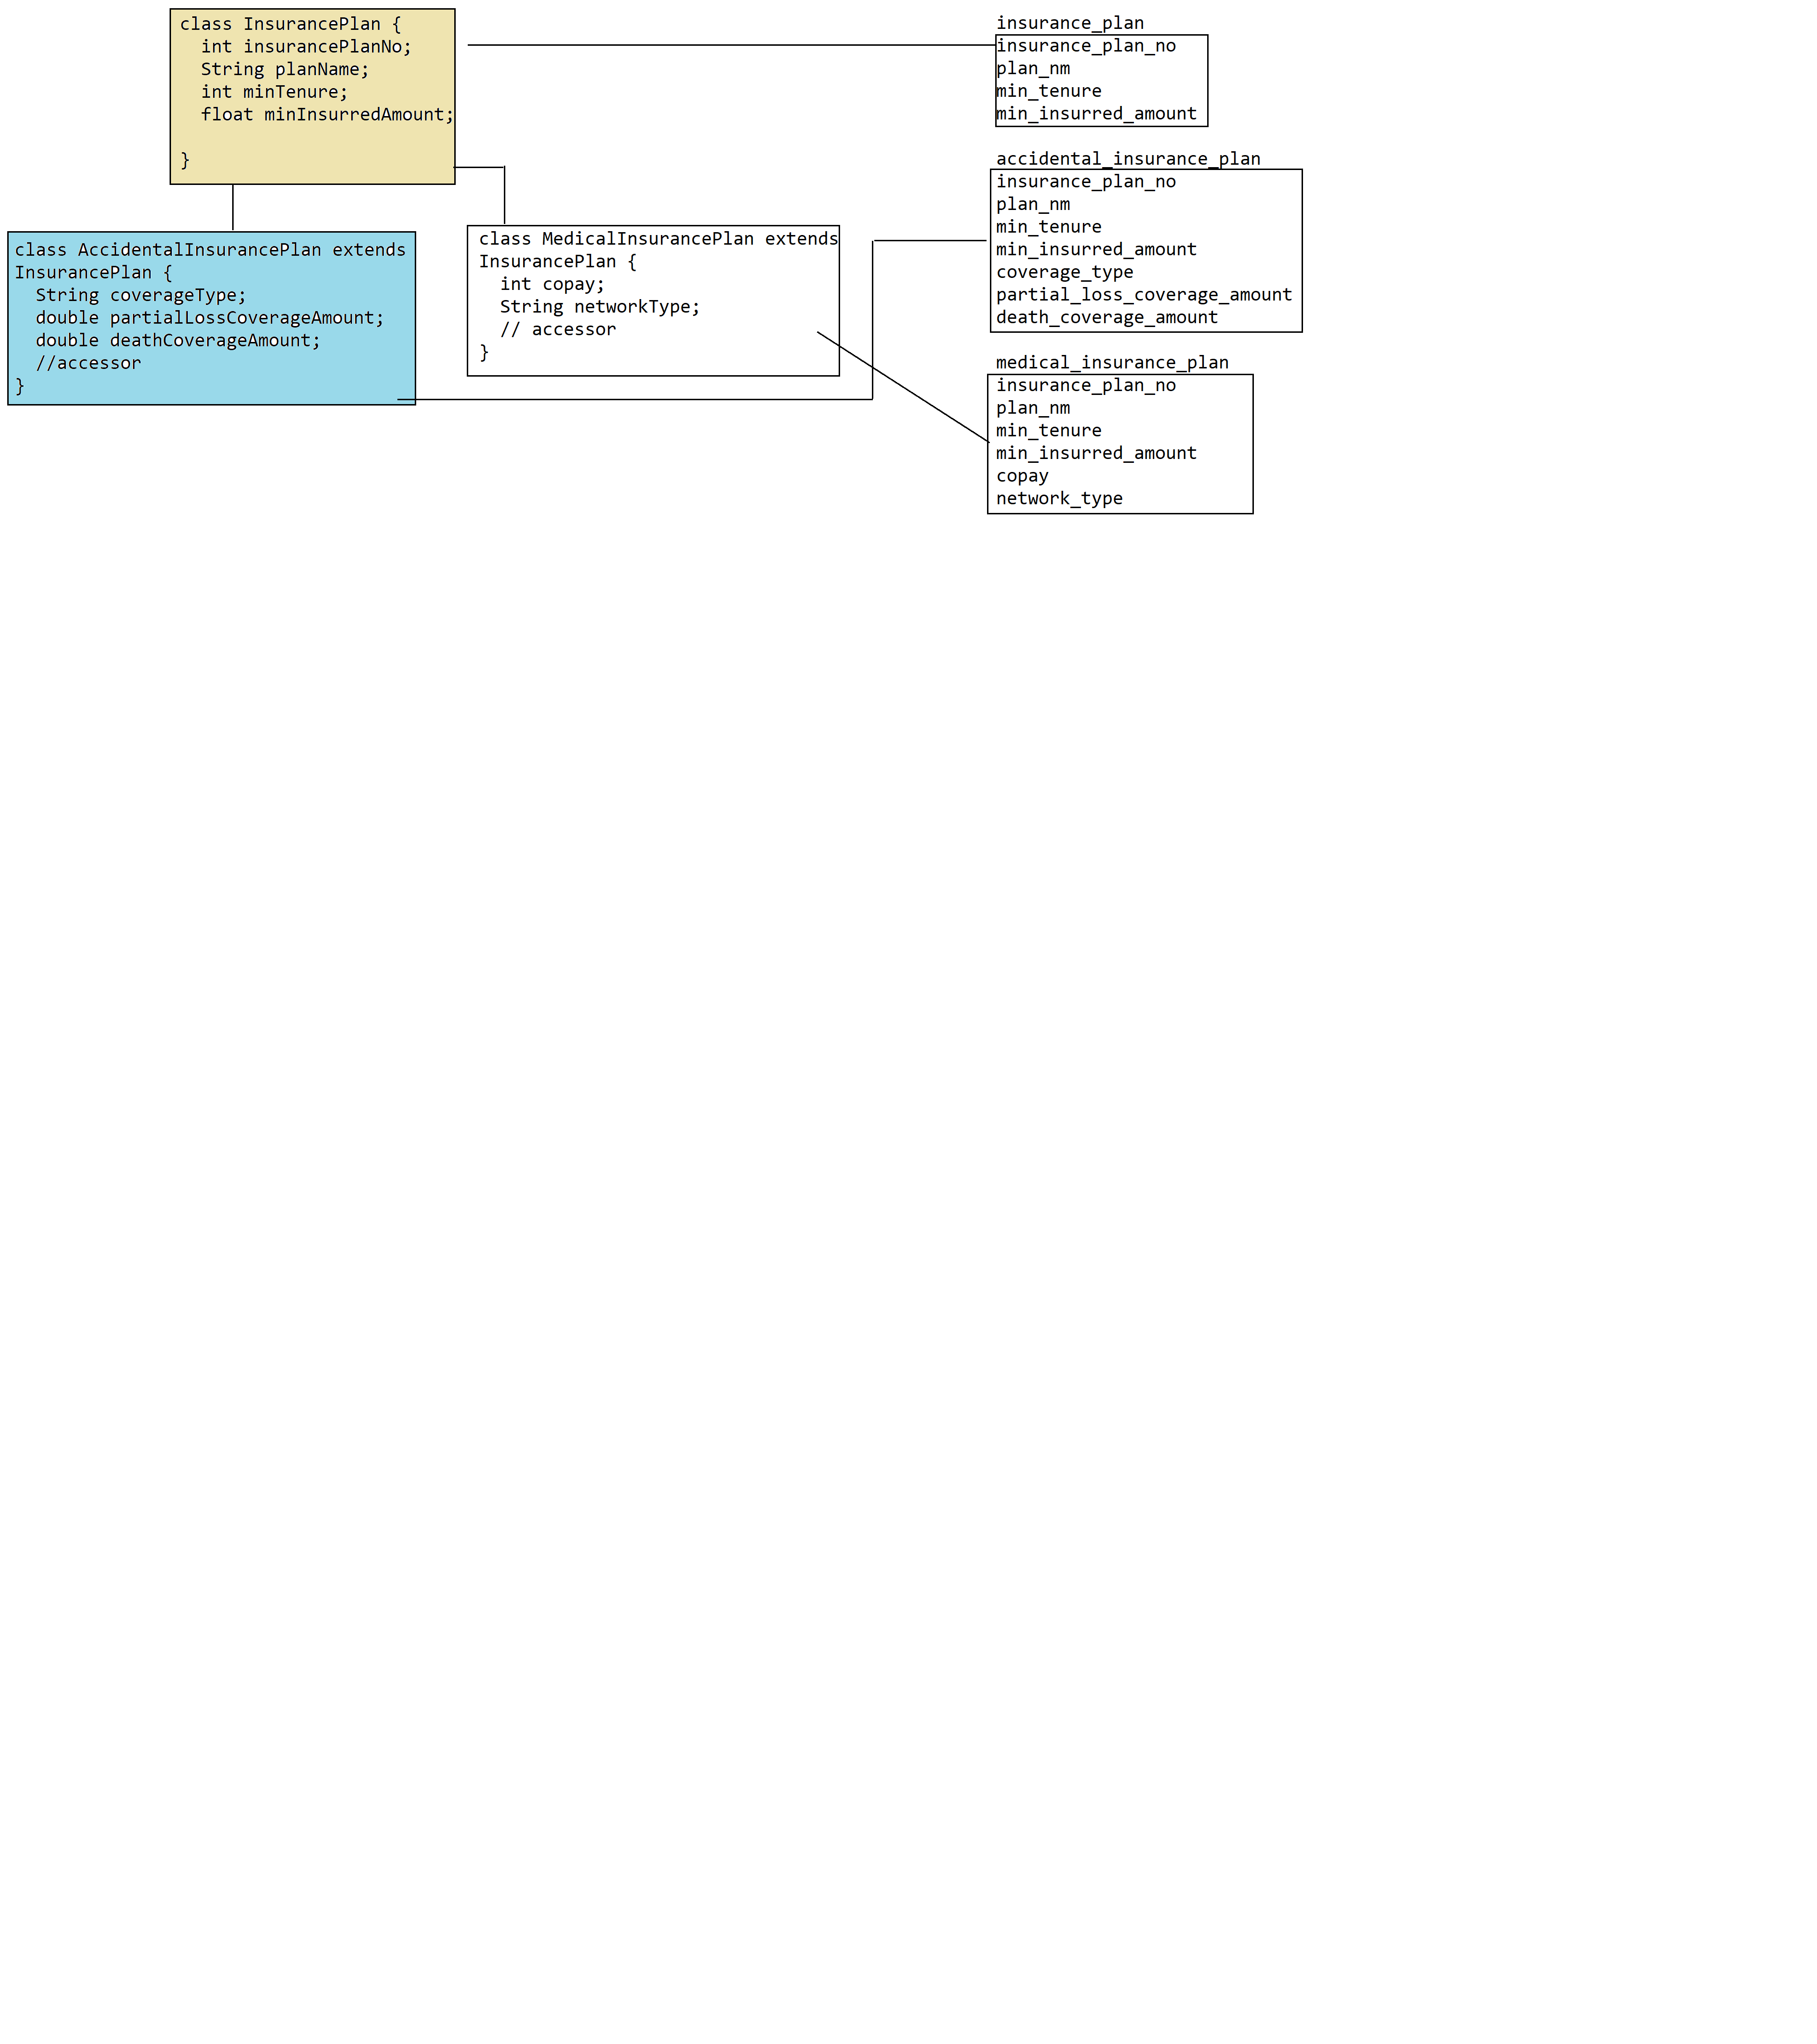 class InsurancePlan {
  int insurancePlanNo;
  String planName;
  int minTenure;
  float minInsurredAmount;
}
class AccidentalInsurancePlan extends
InsurancePlan {
  String coverageType;
  double partialLossCoverageAmount;
  double deathCoverageAmount;
  //accessor
}
class MedicalInsurancePlan extends
InsurancePlan {
  int copay;
  String networkType;
  // accessor
}
insurance_plan
insurance_plan_no
plan_nm
min_tenure
min_insurred_amount
accidental_insurance_plan
insurance_plan_no
plan_nm
min_tenure
min_insurred_amount
coverage_type
partial_loss_coverage_amount
death_coverage_amount
medical_insurance_plan
insurance_plan_no
plan_nm
min_tenure
min_insurred_amount
copay
network_type